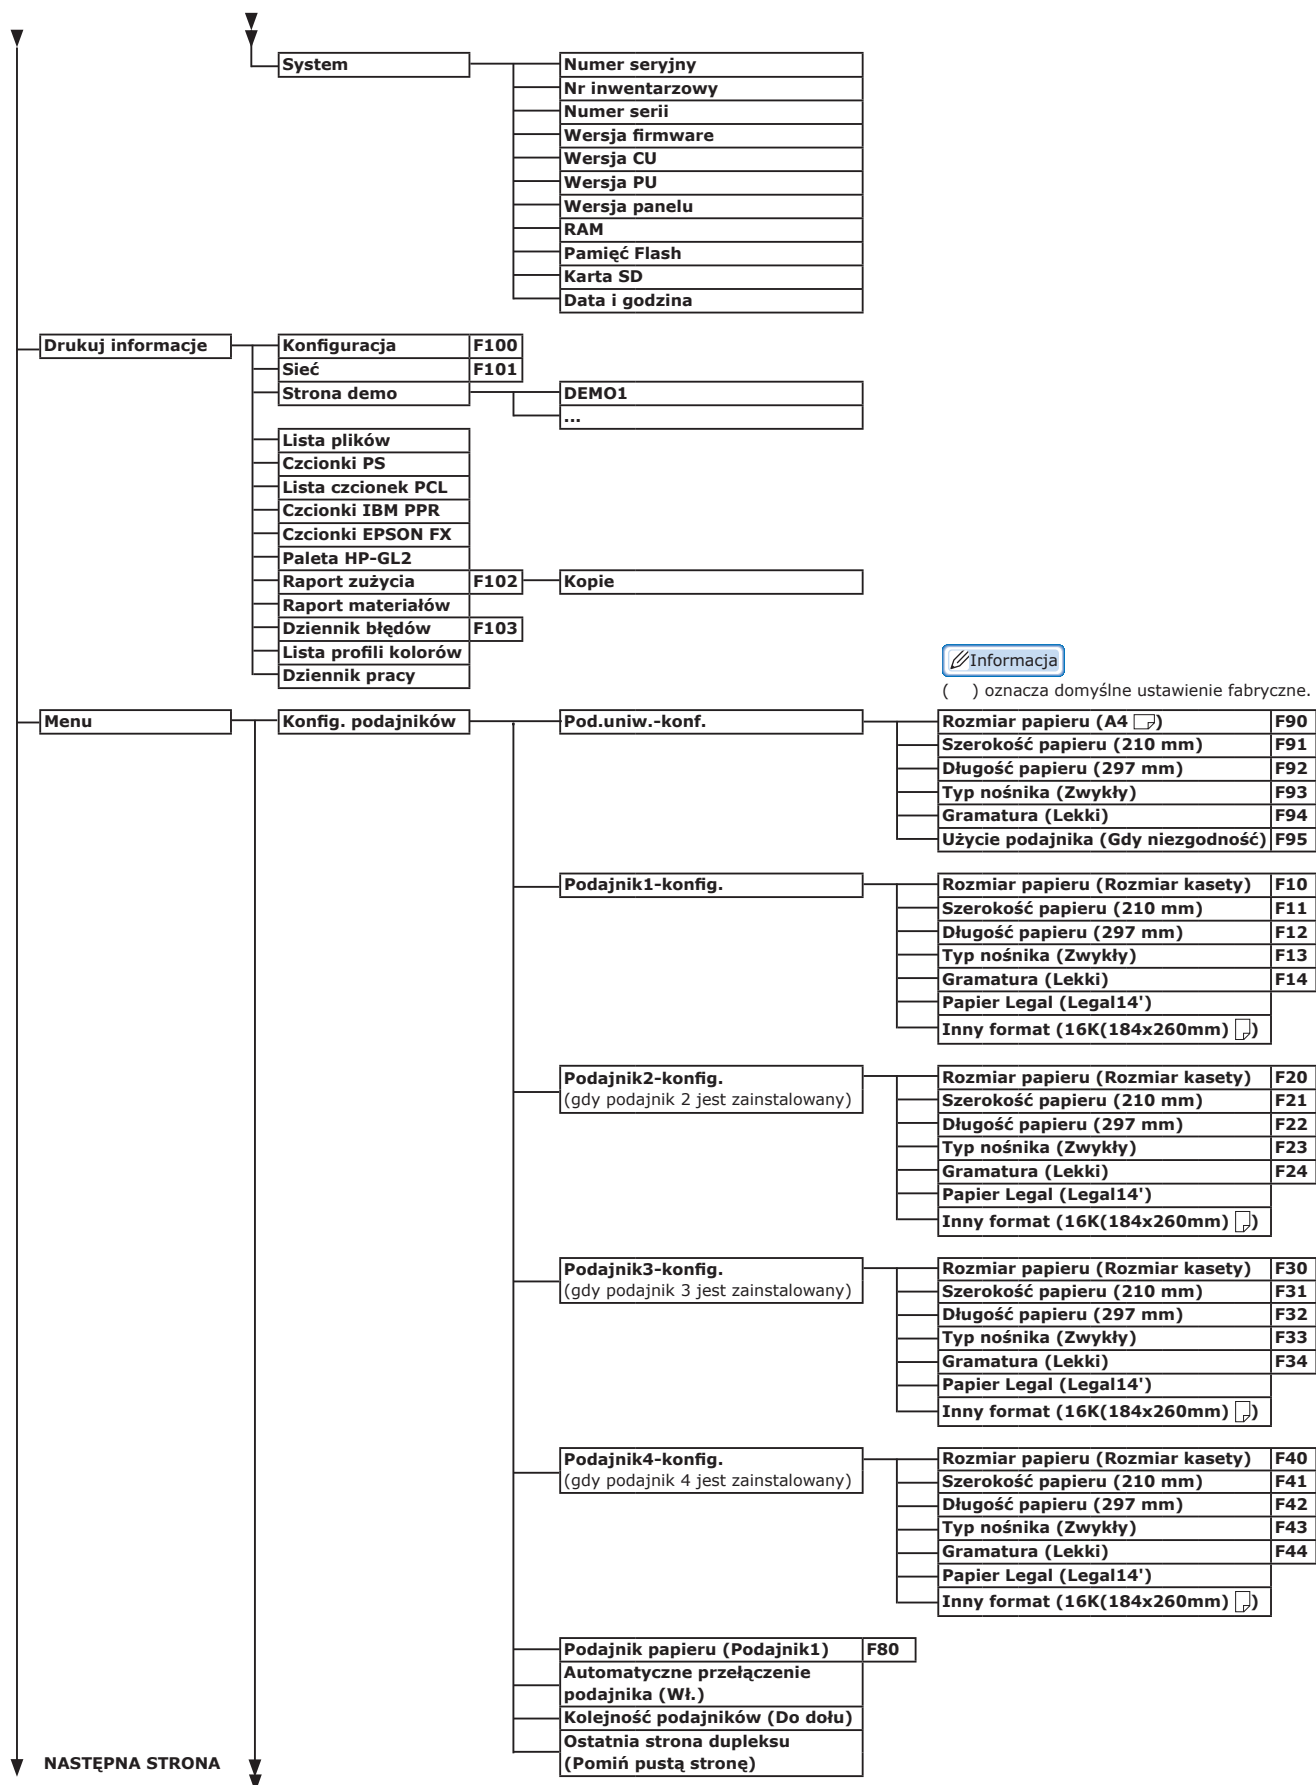 System
Numer seryjny
Nr inwentarzowy
Numer serii
Wersja firmware
Wersja CU
Wersja PU
Wersja panelu
RAM
Pamięć Flash
Karta SD
Data i godzina
Drukuj informacje
Konfiguracja F100
Sieć F101
Strona demo
DEMO1
...
Lista plików
Czcionki PS
Lista czcionek PCL
Czcionki IBM PPR
Czcionki EPSON FX
Paleta HP-GL2
Raport zużycia F102 Kopie
Raport materiałów
Dziennik błędów F103
Lista profili kolorów
Dziennik pracy
Informacja
( ) oznacza domyślne ustawienie fabryczne.
Menu
Konfig. podajników
Pod.uniw.-konf.
Rozmiar papieru (A4 ) F90
Szerokość papieru (210 mm) F91
Długość papieru (297 mm) F92
Typ nośnika (Zwykły) F93
Gramatura (Lekki) F94
Użycie podajnika (Gdy niezgodność) F95
Podajnik1-konfig.
Rozmiar papieru (Rozmiar kasety) F10
Szerokość papieru (210 mm) F11
Długość papieru (297 mm) F12
Typ nośnika (Zwykły) F13
Gramatura (Lekki) F14
Papier Legal (Legal14')
Inny format (16K(184x260mm) )
Podajnik2-konfig.
(gdy podajnik 2 jest zainstalowany)
Rozmiar papieru (Rozmiar kasety) F20
Szerokość papieru (210 mm) F21
Długość papieru (297 mm) F22
Typ nośnika (Zwykły) F23
Gramatura (Lekki) F24
Papier Legal (Legal14')
Inny format (16K(184x260mm) )
Podajnik3-konfig.
(gdy podajnik 3 jest zainstalowany)
Rozmiar papieru (Rozmiar kasety) F30
Szerokość papieru (210 mm) F31
Długość papieru (297 mm) F32
Typ nośnika (Zwykły) F33
Gramatura (Lekki) F34
Papier Legal (Legal14')
Inny format (16K(184x260mm) )
Podajnik4-konfig.
(gdy podajnik 4 jest zainstalowany)
Rozmiar papieru (Rozmiar kasety) F40
Szerokość papieru (210 mm) F41
Długość papieru (297 mm) F42
Typ nośnika (Zwykły) F43
Gramatura (Lekki) F44
Papier Legal (Legal14')
Inny format (16K(184x260mm) )
Podajnik papieru (Podajnik1) F80
Automatyczne przełączenie
podajnika (Wł.)
Kolejność podajników (Do dołu)
Ostatnia strona dupleksu
(Pomiń pustą stronę)
NASTĘPNA STRONA